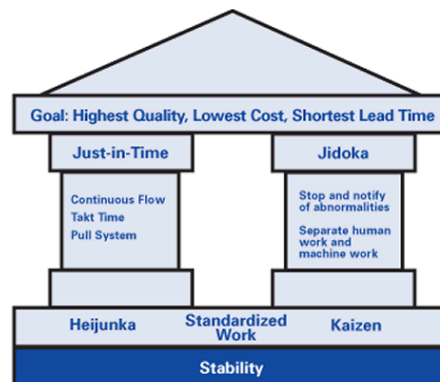 Goal: Highest Quality, Lowest Cost, Shortest Lead Time
Just-in-Time
Continuous Flow
Takt Time
Pull System
Jidoka
Stop and notify
of abnormalities
Separate human
work and
machine work
Heijunka
Standardized
Work
Kaizen
Stability